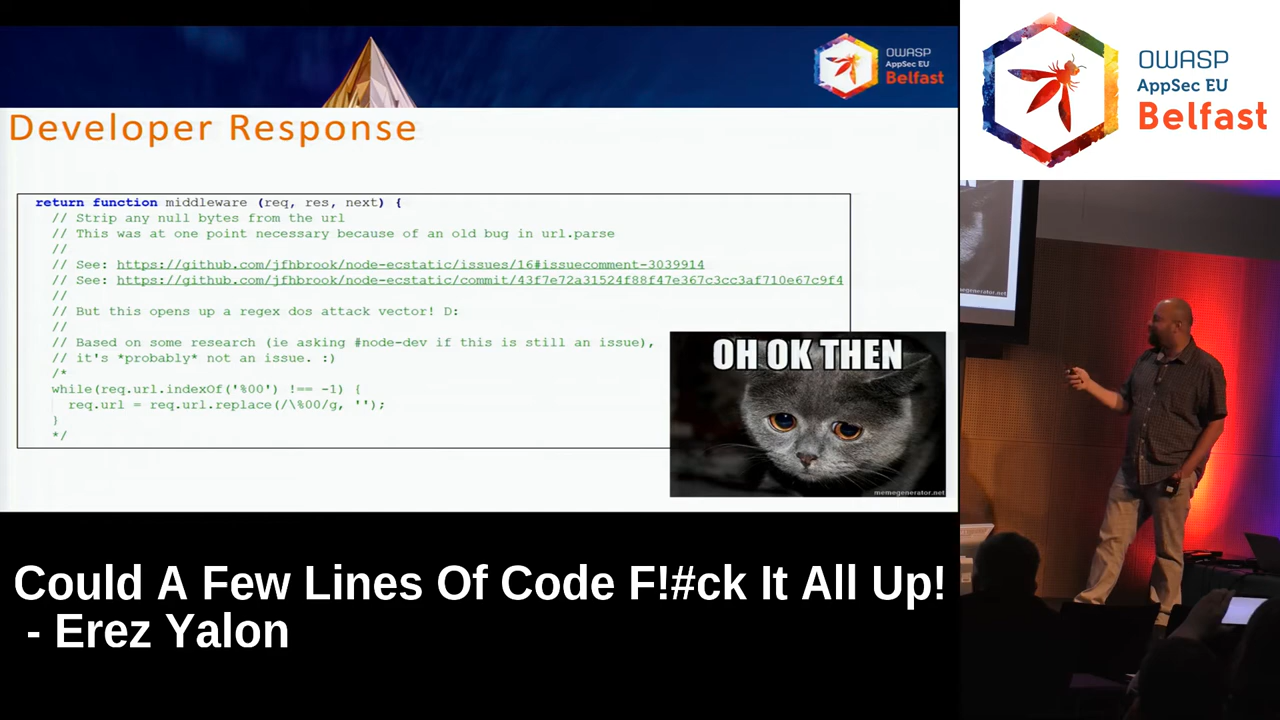 OWASP
AppSec EU
Belfast
Developer Response
return function middleware (req, res, next) {
// Strip any null bytes from the url
// This was at one point necessary because of an old bug in url.parse
//
// See: https://github.com/jfhbrook/node-ecstatic/issues/16#issuecomment-3039914
// See: https://github.com/jfhbrook/node-ecstatic/commit/43f7e72a31524f88f47e367c3cc3af710e67c9f4
//
// But this opens up a regex dos attack vector! D:
//
// Based on some research (ie asking #node-dev if this is still an issue),
// it's *probably* not an issue. :)
/*
while(req.url.indexOf('%00') !== -1) {
req.url = req.url.replace(/\%00/g, '');
}
*/
OH OK THEN
memegenerator.net
OWASP
AppSec EU
Belfast
memegenerator.net
Could A Few Lines Of Code F!#ck It All Up!
- Erez Yalon